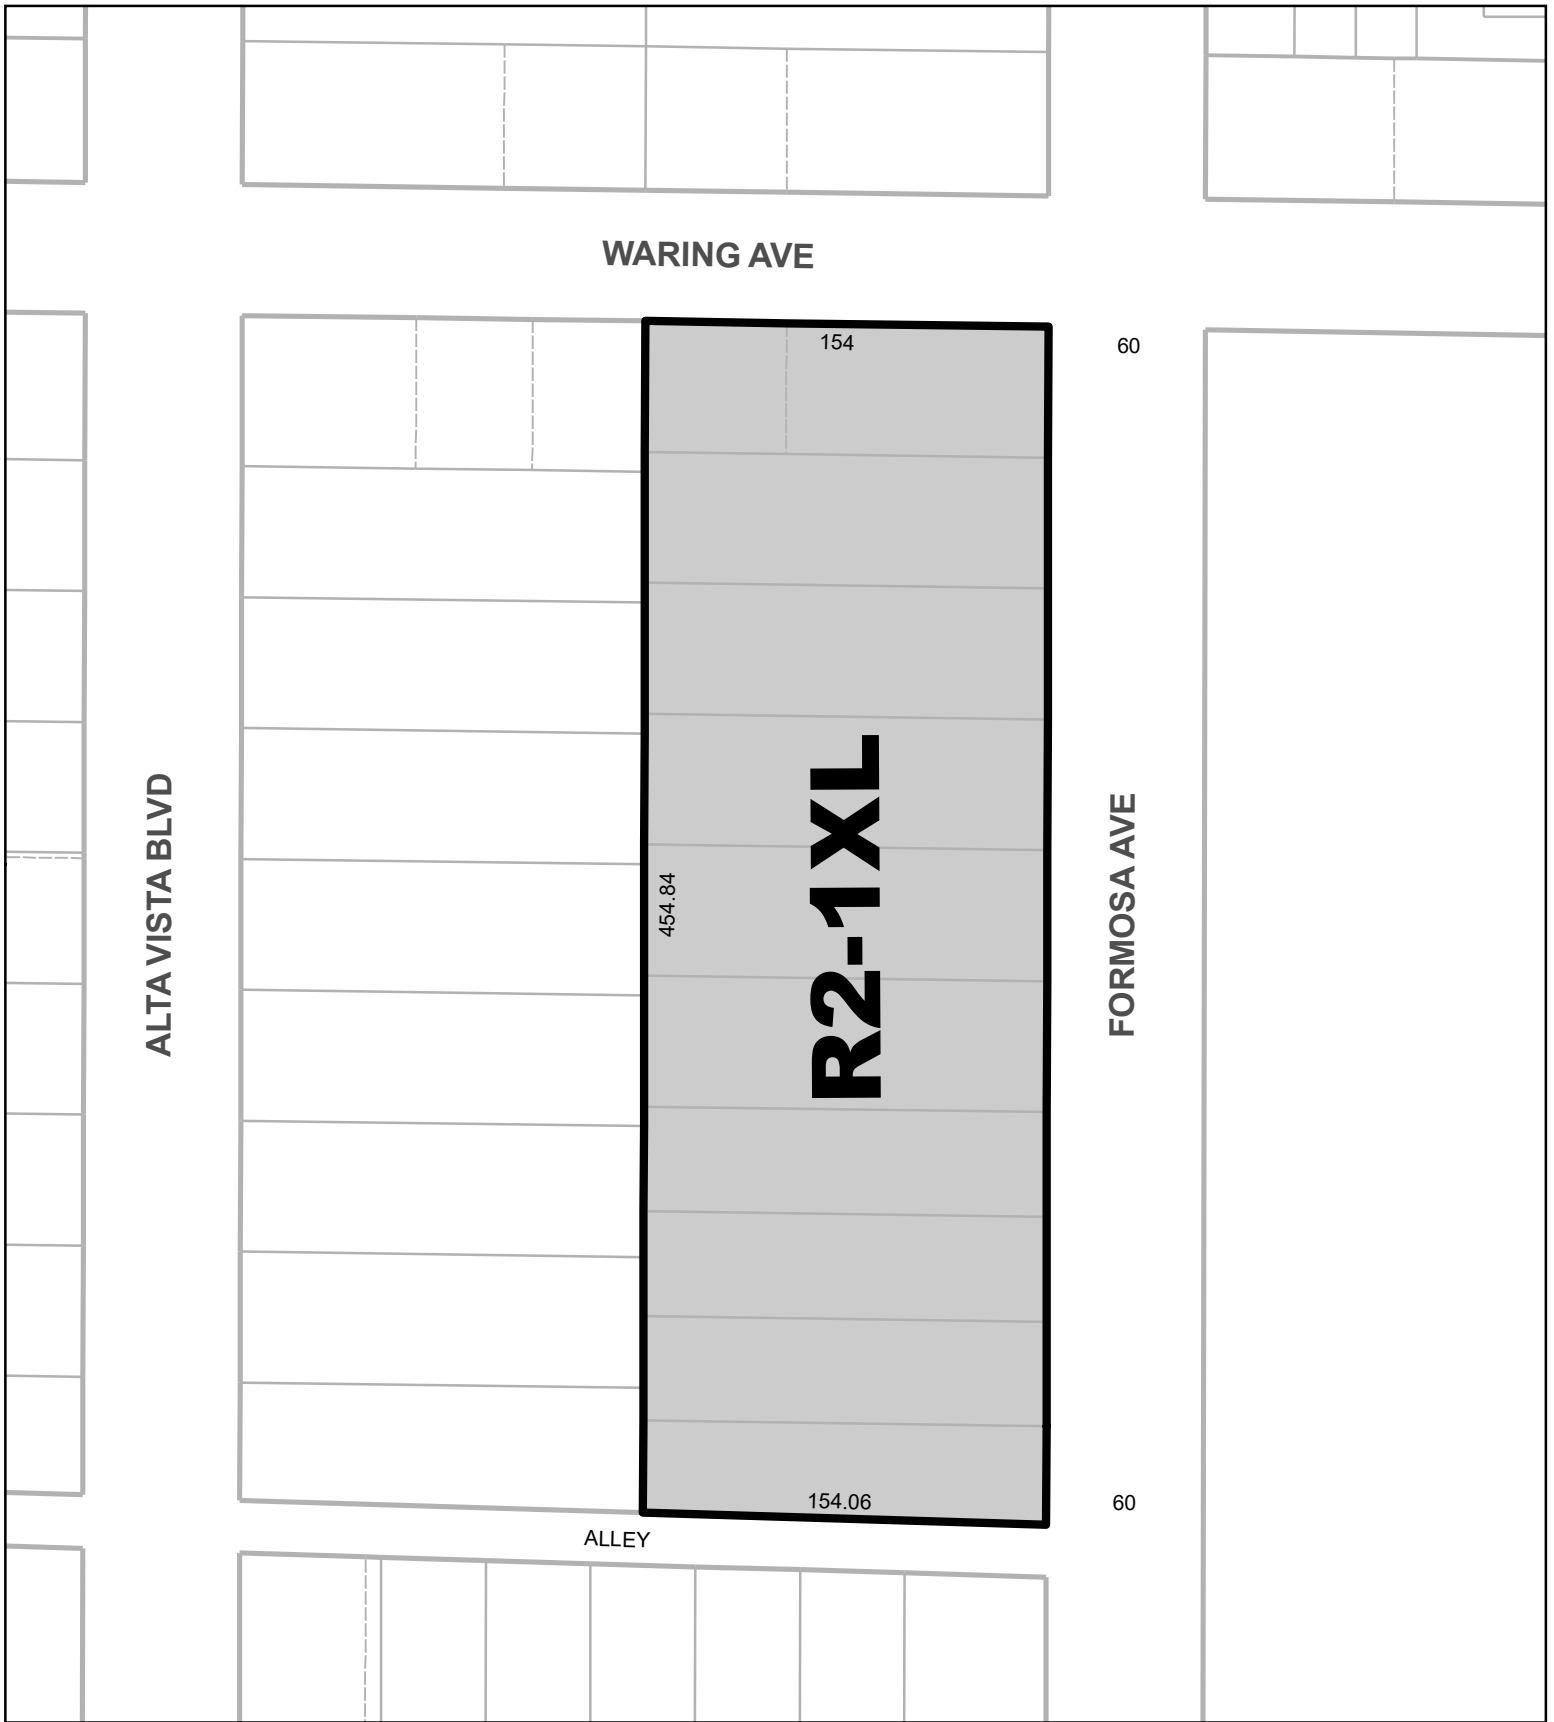 WARING AVE
154
60
R2-1XL
454.84
ALTA VISTA BLVD
FORMOSA AVE
154.06
60
ALLEY